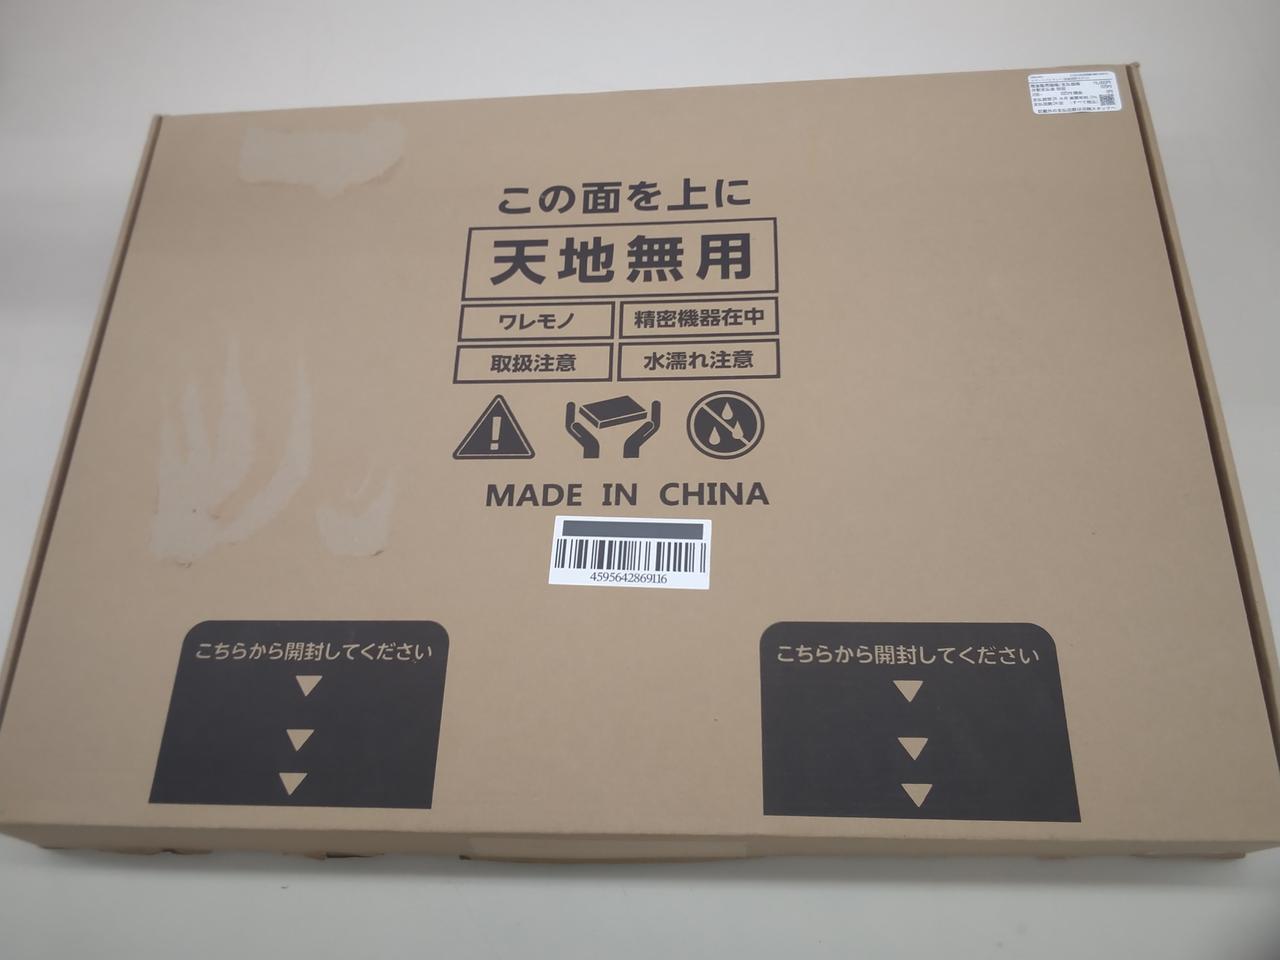 この面を上に
天地無用
ワレモノ
精密機器在中
取扱注意
水濡れ注意
MADE IN CHINA
4595642869116
こちらから開封してください
こちらから開封してください